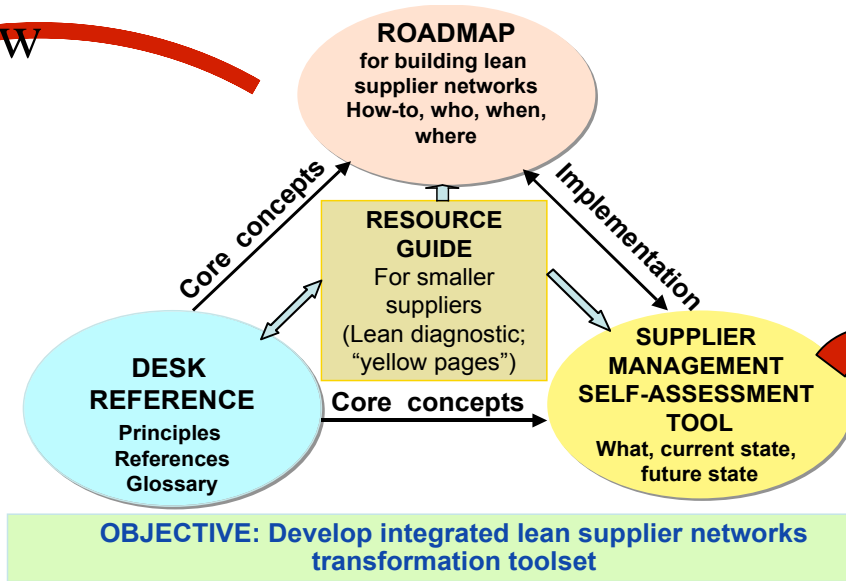 w
ROADMAP
for building lean
supplier networks
How-to, who, when,
where
Core concepts
Implementation
RESOURCE
GUIDE
For smaller
suppliers
(Lean diagnostic;
“yellow pages”)
DESK
REFERENCE
Principles
References
Glossary
Core concepts
SUPPLIER
MANAGEMENT
SELF-ASSESSMENT
TOOL
What, current state,
future state
OBJECTIVE: Develop integrated lean supplier networks
transformation toolset